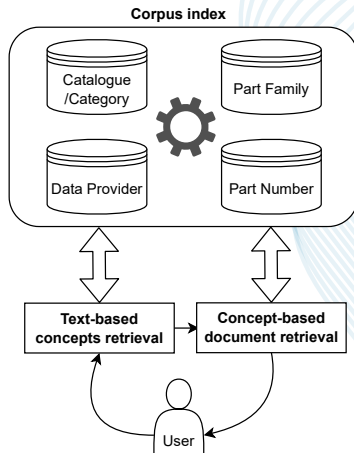 Corpus index
Catalogue
/Category
Part Family
Data Provider
Part Number
Text-based
concepts retrieval
Concept-based
document retrieval
User